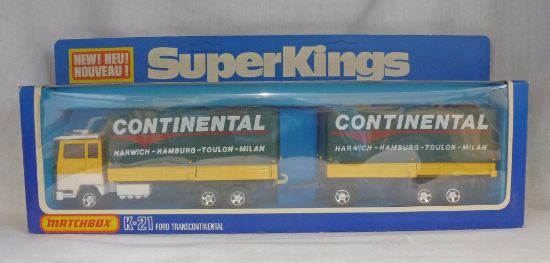 NEW! NEU!
NOUVEAU!
SuperKings
CONTINENTAL
HARWICH-HAMBURG-TOULON-MILAN
CONTINENTAL
HARWICH-HAMBURG-TOULON-MILAN
MATCHBOX K-21 FORD TRANSCONTINENTAL